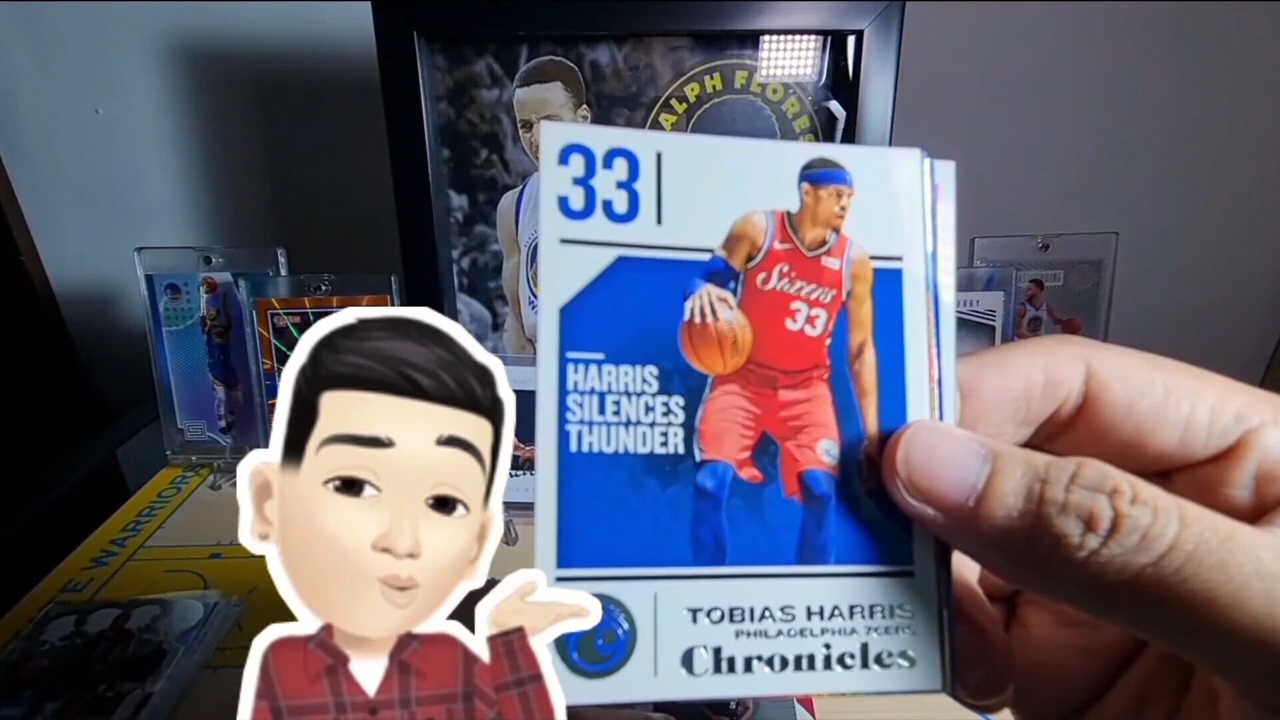 ALPH FLORES
33
Sixers
33
HARRIS
SILENCES
THUNDER
TOBIAS HARRIS
PHILADELPHIA 76ERS
Chronicles
WARRIORS